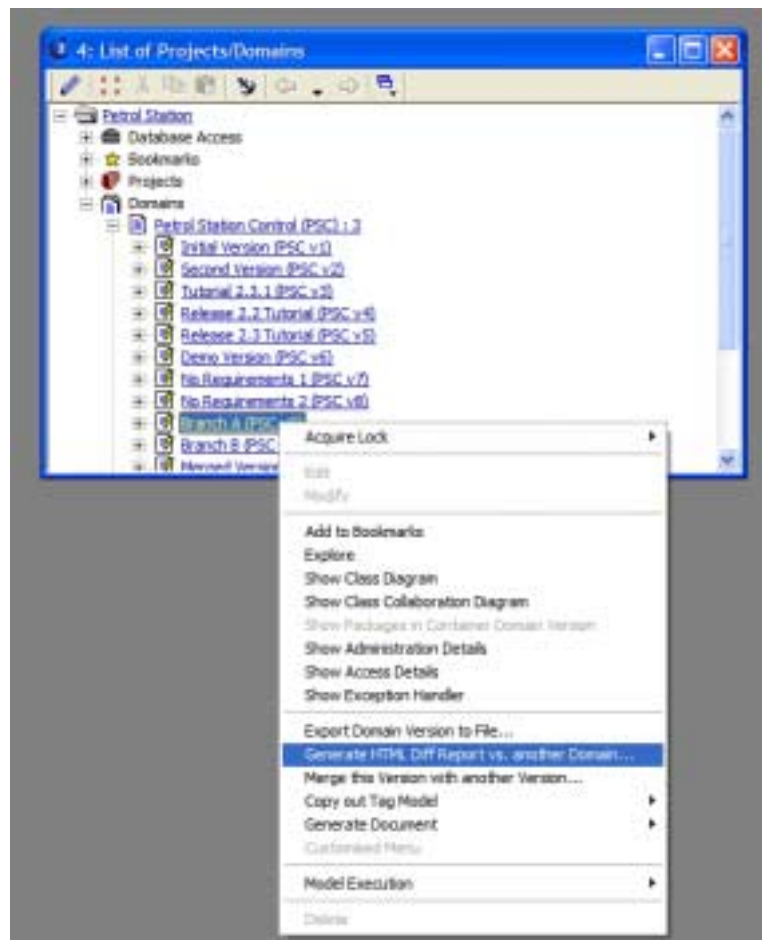 4: List of Projects/Domains
Petrol Station
Database Access
Bookmarks
Projects
Domains
Petrol Station Control (PSC) : 3
Initial Version (PSC v1)
Second Version (PSC v2)
Tutorial 2.3.1 (PSC v3)
Release 2.2 Tutorial (PSC v4)
Release 2.3 Tutorial (PSC v5)
Demo Version (PSC v6)
No Requirements 1 (PSC v7)
No Requirements 2 (PSC v8)
Branch A (PSC
Branch B (PSC
Merged Version
Acquire Lock
Edit
Modify
Add to Bookmarks
Explore
Show Class Diagram
Show Class Collaboration Diagram
Show Packages in Container Domain Version
Show Administration Details
Show Access Details
Show Exception Handler
Export Domain Version to File...
Generate HTML Diff Report vs. another Domain...
Merge this Version with another Version...
Copy out Tag Model
Generate Document
Customised Menu
Model Execution
Delete